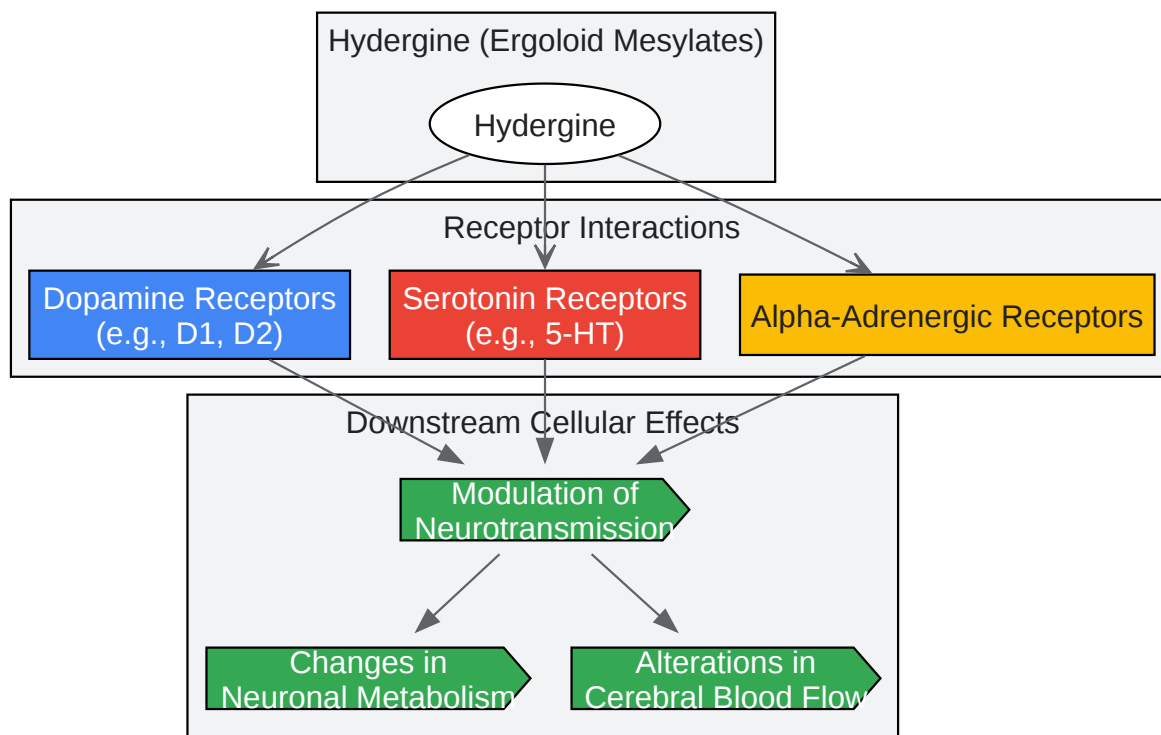 Hydergine (Ergoloid Mesylates)
Hydergine
Receptor Interactions
Dopamine Receptors
(e.g., D1, D2)
Serotonin Receptors
(e.g., 5-HT)
Alpha-Adrenergic Receptors
Downstream Cellular Effects
Modulation of
Neurotransmission
Changes in
Neuronal Metabolism
Alterations in
Cerebral Blood Flow